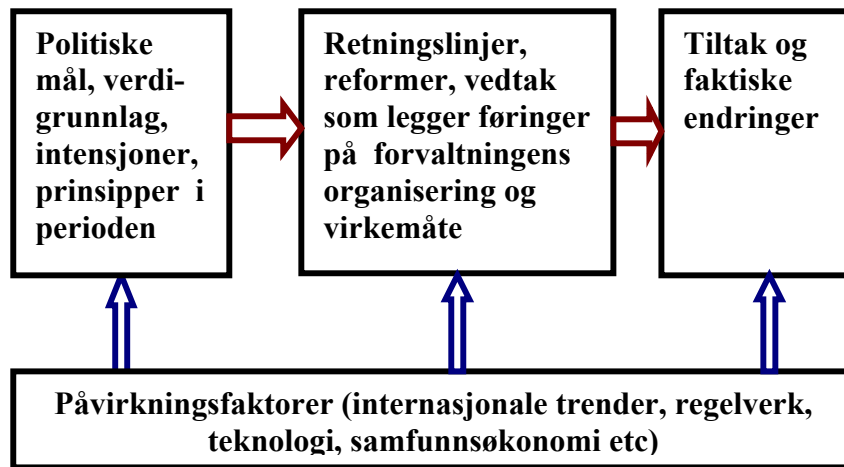 Politiske
mål, verdi-
grunnlag,
intensjoner,
prinsipper i
perioden
Retningslinjer,
reformer, vedtak
som legger føringer
på forvaltningens
organisering og
virkemåte
Tiltak og
faktiske
endringer
Påvirkningsfaktorer (internasjonale trender, regelverk,
teknologi, samfunnsøkonomi etc)